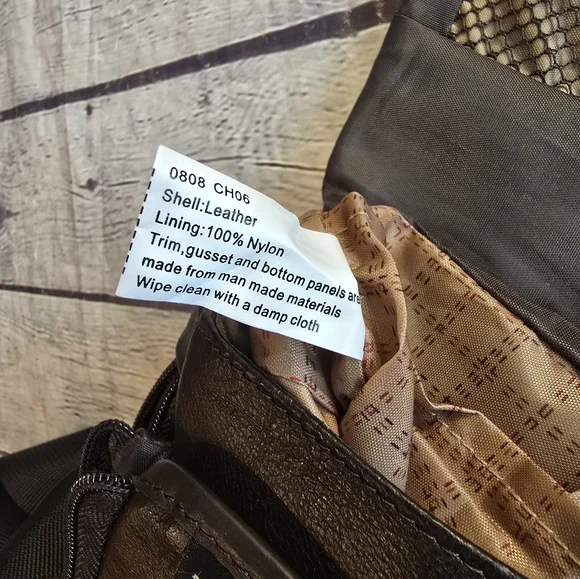 0808 CH06
Shell:Leather
Lining:100% Nylon
Trim,gusset and bottom panels are
made from man made materials
Wipe clean with a damp cloth